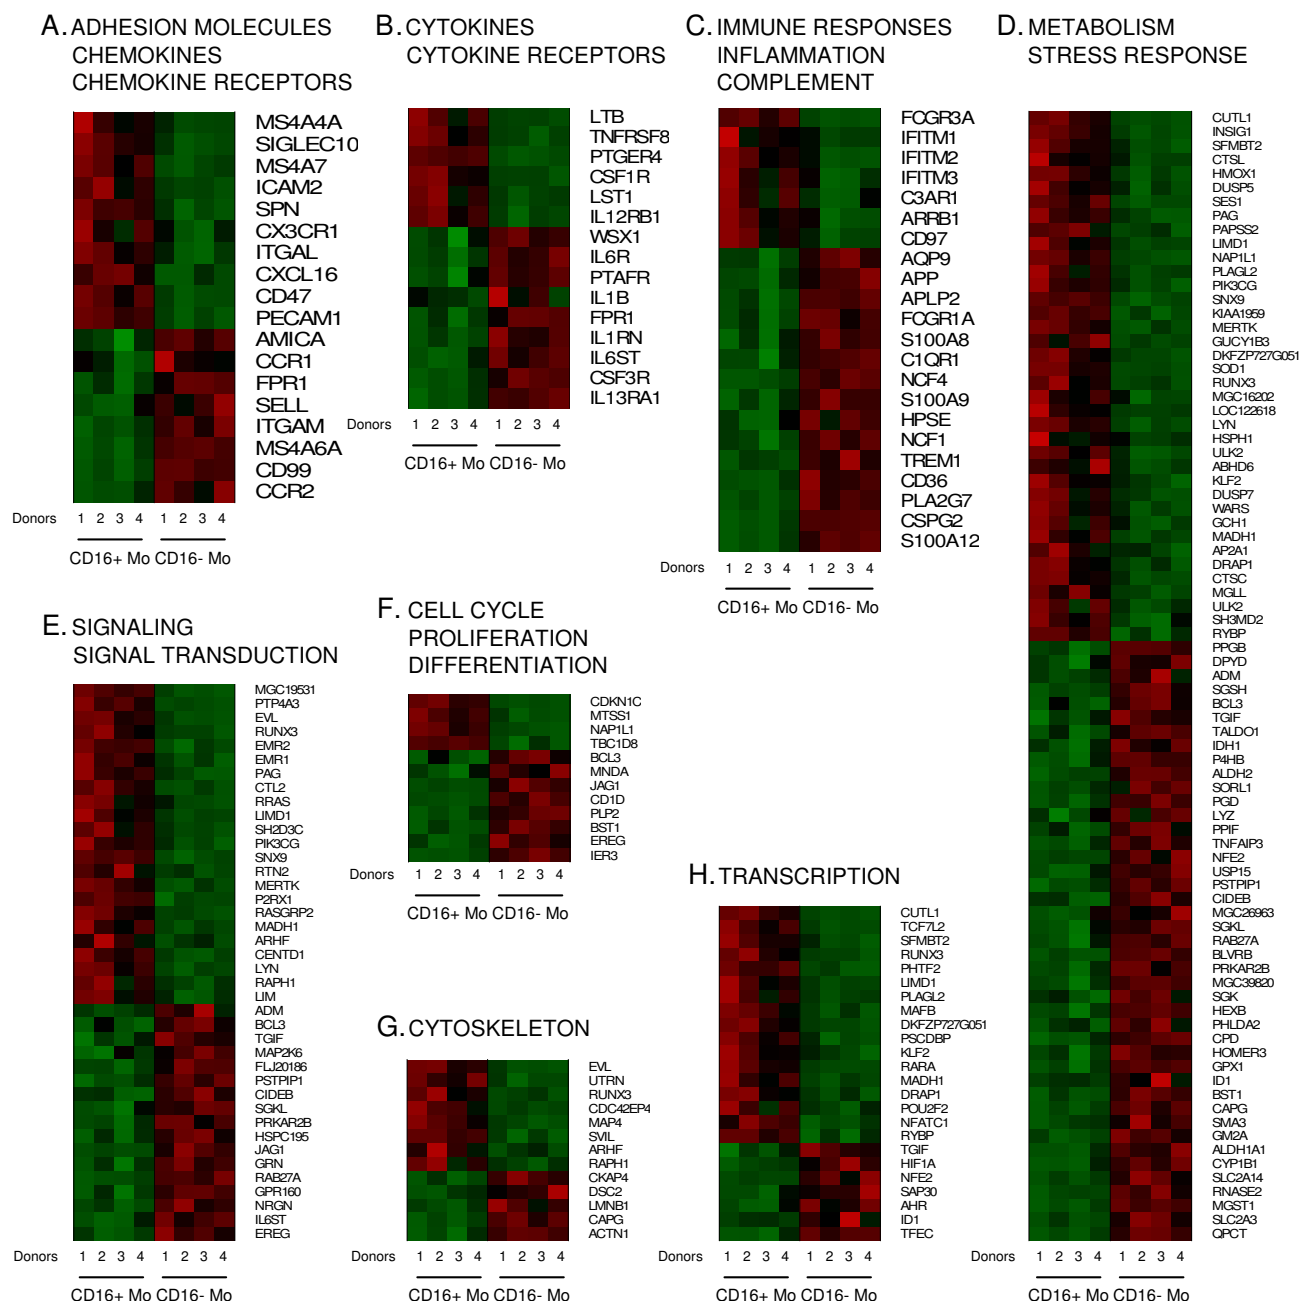 A. ADHESION MOLECULES
CHEMOKINES
CHEMOKINE RECEPTORS
MS4A4A
SIGLEC10
MS4A7
ICAM2
SPN
CX3CR1
ITGAL
CXCL16
CD47
PECAM1
AMICA
CCR1
FPR1
SELL
ITGAM
MS4A6A
CD99
CCR2
Donors 1 2 3 4 1 2 3 4
CD16+ Mo CD16- Mo
B. CYTOKINES
CYTOKINE RECEPTORS
LTB
TNFRSF8
PTGER4
CSF1R
LST1
IL12RB1
WSX1
IL6R
PTAFR
IL1B
FPR1
IL1RN
IL6ST
CSF3R
IL13RA1
Donors 1 2 3 4 1 2 3 4
CD16+ Mo CD16- Mo
C. IMMUNE RESPONSES
INFLAMMATION
COMPLEMENT
FCGR3A
IFITM1
IFITM2
IFITM3
C3AR1
ARRB1
CD97
AQP9
APP
APLP2
FCGR1A
S100A8
C1QR1
NCF4
S100A9
HPSE
NCF1
TREM1
CD36
PLA2G7
CSPG2
S100A12
Donors 1 2 3 4 1 2 3 4
CD16+ Mo CD16- Mo
D. METABOLISM
STRESS RESPONSE
CUTL1
INSIG1
SFMBT2
CTSL
HMOX1
DUSP5
SES1
PAG
PAPSS2
LIMD1
NAP1L1
PLAGL2
PIK3CG
SNX9
KIAA1959
MERTK
GUCY1B3
DKFZP727G051
SOD1
RUNX3
MGC16202
LOC122618
LYN
HSPH1
ULK2
ABHD6
KLF2
DUSP7
WARS
GCH1
MADH1
AP2A1
DRAP1
CTSC
MGLL
ULK2
SH3MD2
RYBP
PPGB
DPYD
ADM
SGSH
BCL3
TGIF
TALDO1
IDH1
P4HB
ALDH2
SORL1
PGD
LYZ
PPIF
TNFAIP3
NFE2
USP15
PSTPIP1
CIDEB
MGC26963
SGKL
RAB27A
BLVRB
PRKAR2B
MGC39820
SGK
HEXB
PHLDA2
CPD
HOMER3
GPX1
ID1
BST1
CAPG
SMA3
GM2A
ALDH1A1
CYP1B1
SLC2A14
RNASE2
MGST1
SLC2A3
QPCT
Donors 1 2 3 4 1 2 3 4
CD16+ Mo CD16- Mo
E. SIGNALING
SIGNAL TRANSDUCTION
MGC19531
PTP4A3
EVL
RUNX3
EMR2
EMR1
PAG
CTL2
RRAS
LIMD1
SH2D3C
PIK3CG
SNX9
RTN2
MERTK
P2RX1
RASGRP2
MADH1
ARHF
CENTD1
LYN
RAPH1
LIM
ADM
BCL3
TGIF
MAP2K6
FLJ20186
PSTPIP1
CIDEB
SGKL
PRKAR2B
HSPC195
JAG1
GRN
RAB27A
GPR160
NRGN
IL6ST
EREG
Donors 1 2 3 4 1 2 3 4
CD16+ Mo CD16- Mo
F. CELL CYCLE
PROLIFERATION
DIFFERENTIATION
CDKN1C
MTSS1
NAP1L1
TBC1D8
BCL3
MNDA
JAG1
CD1D
PLP2
BST1
EREG
IER3
Donors 1 2 3 4 1 2 3 4
CD16+ Mo CD16- Mo
G. CYTOSKELETON
EVL
UTRN
RUNX3
CDC42EP4
MAP4
SVIL
ARHF
RAPH1
CKAP4
DSC2
LMNB1
CAPG
ACTN1
Donors 1 2 3 4 1 2 3 4
CD16+ Mo CD16- Mo
H. TRANSCRIPTION
CUTL1
TCF7L2
SFMBT2
RUNX3
PHTF2
LIMD1
PLAGL2
MAFB
DKFZP727G051
PSCDBP
KLF2
RARA
MADH1
DRAP1
POU2F2
NFATC1
RYBP
TGIF
HIF1A
NFE2
SAP30
AHR
ID1
TFEC
Donors 1 2 3 4 1 2 3 4
CD16+ Mo CD16- Mo